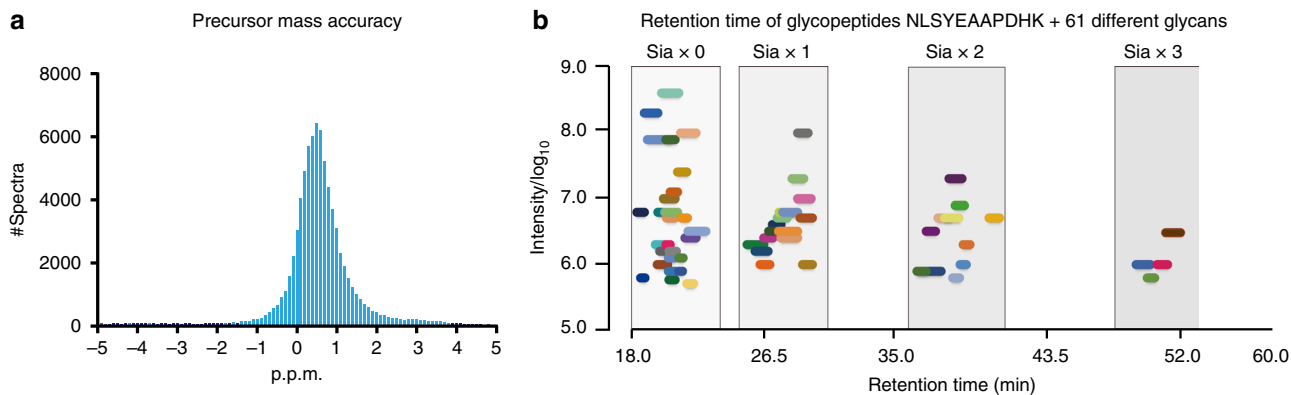 a
Precursor mass accuracy
8000
6000
4000
2000
0
#Spectra
–5 –4 –3 –2 –1 0 1 2 3 4 5
p.p.m.
b
Retention time of glycopeptides NLSYEAAPDHK + 61 different glycans
Sia × 0 Sia × 1 Sia × 2 Sia × 3
9.0
8.0
7.0
6.0
5.0
Intensity/log10
18.0 26.5 35.0 43.5 52.0 60.0
Retention time (min)